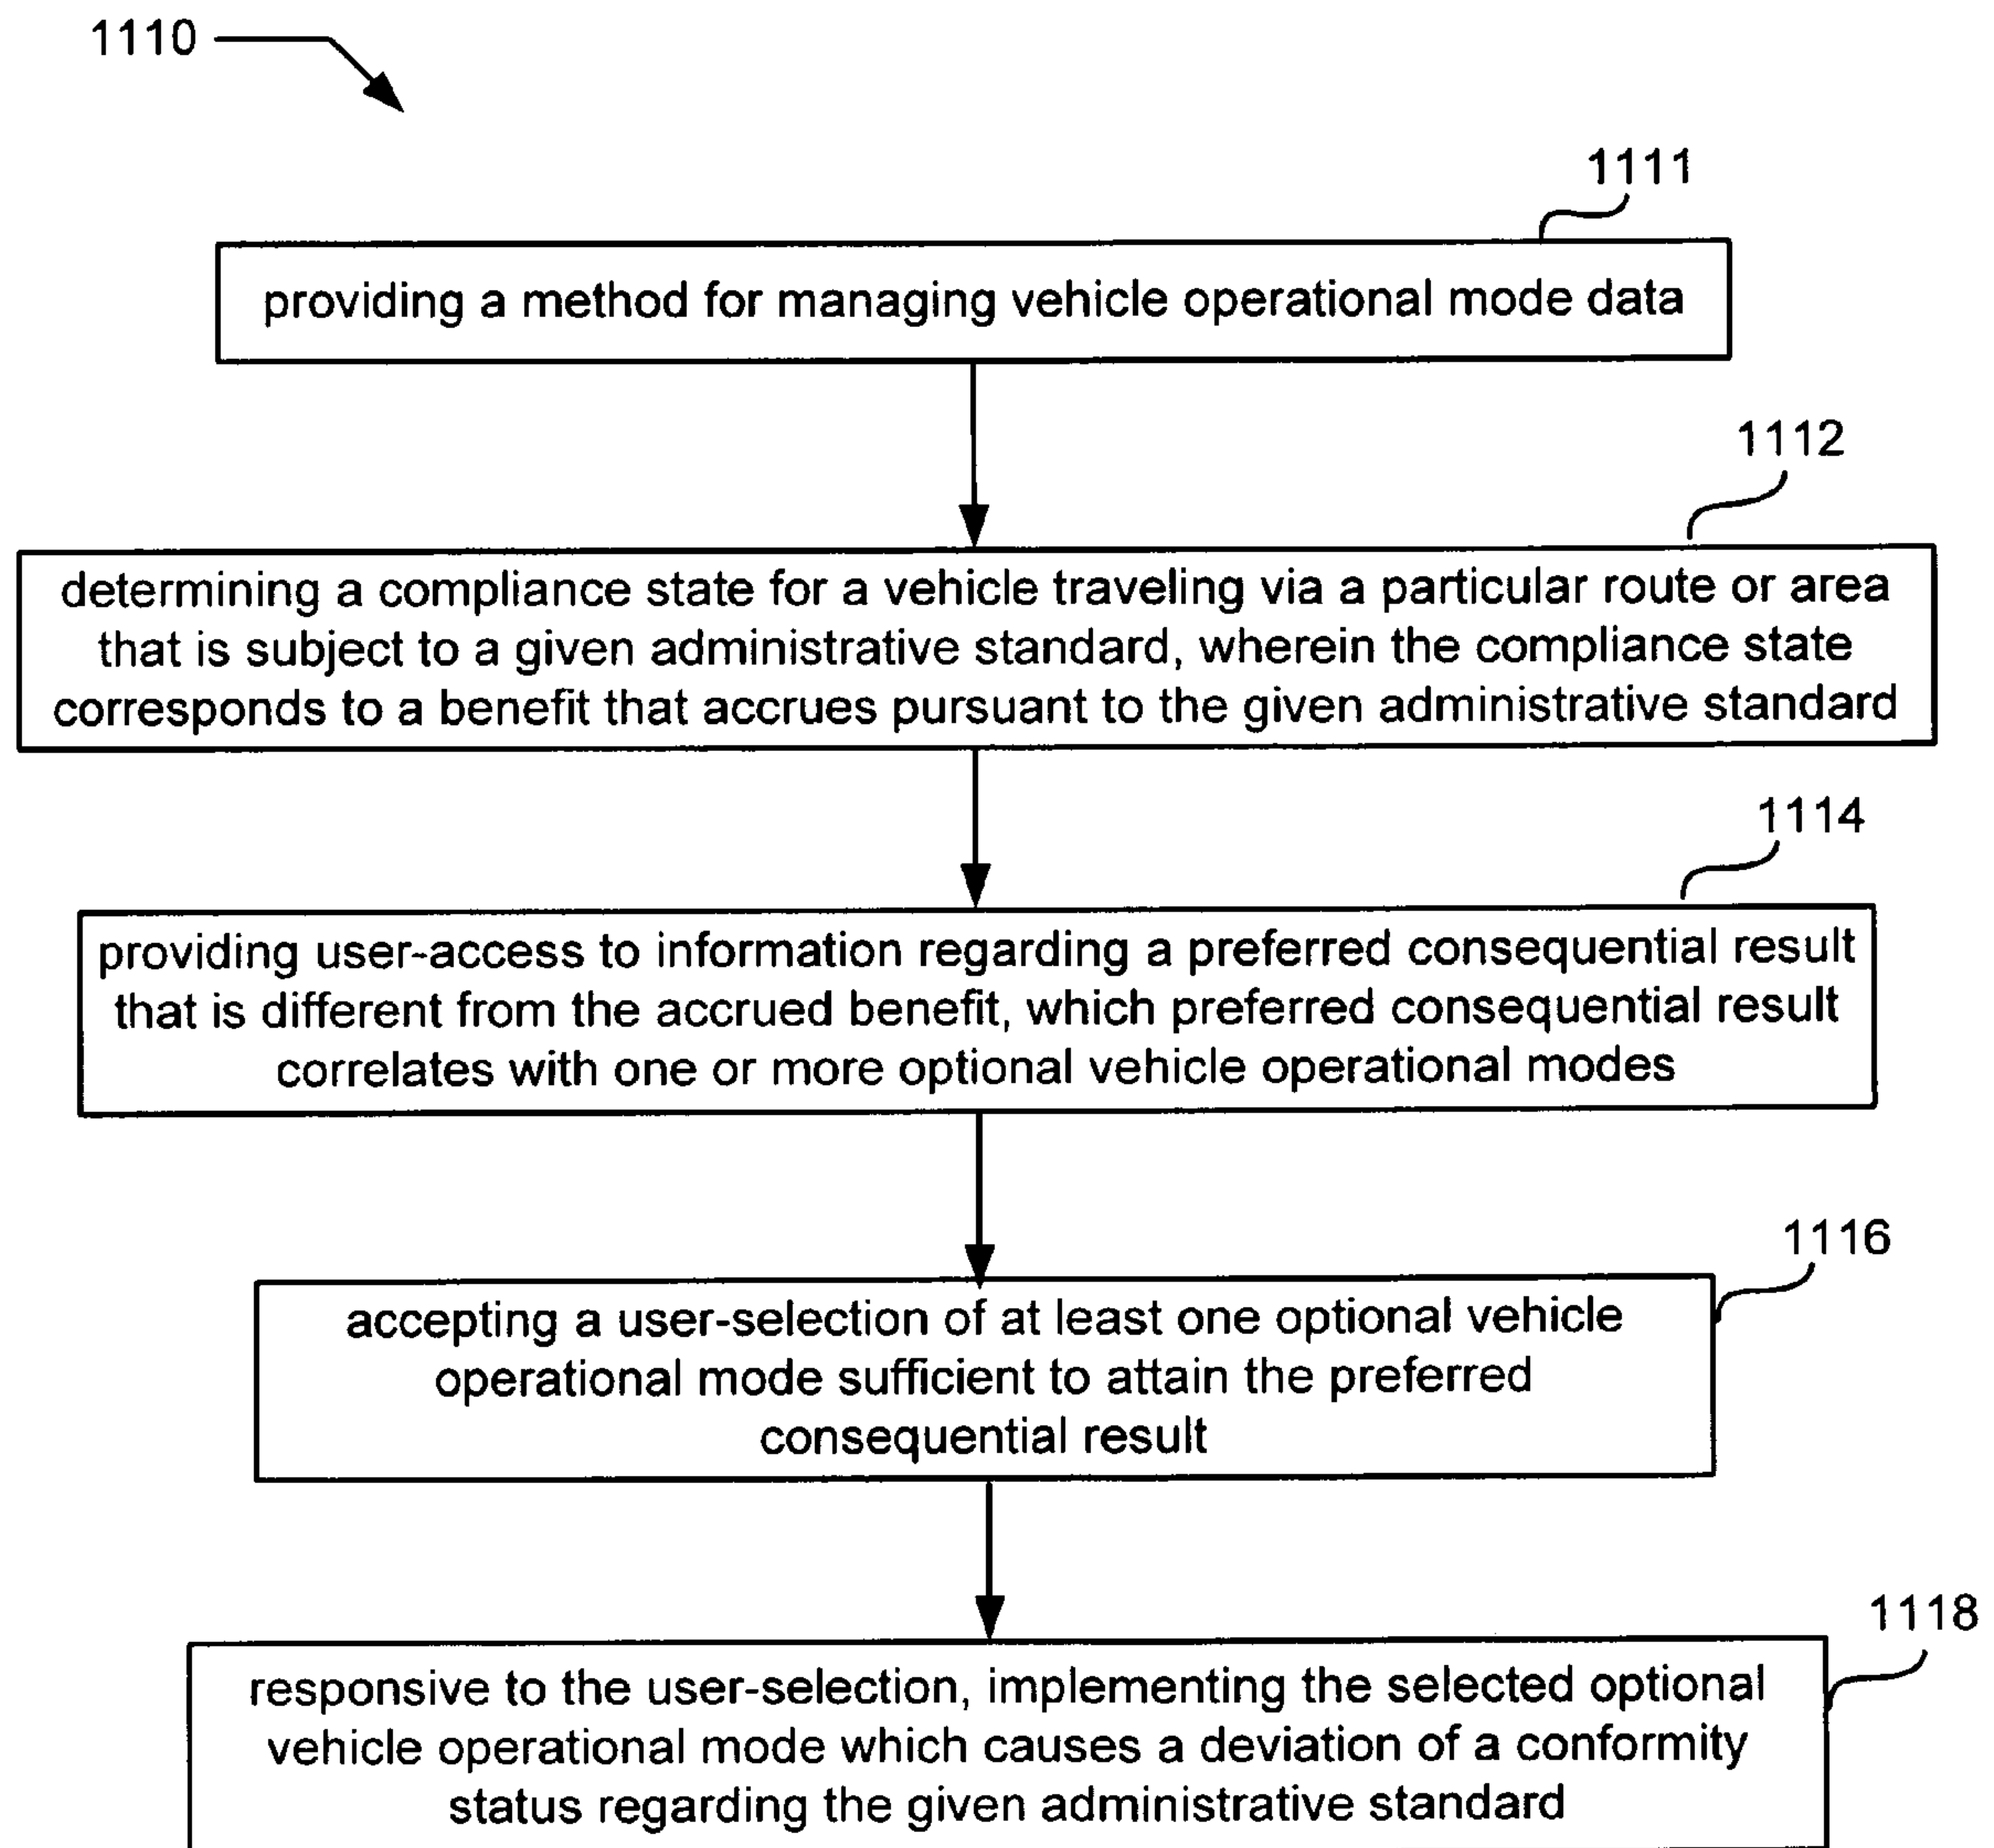 1110
1111
providing a method for managing vehicle operational mode data
1112
determining a compliance state for a vehicle traveling via a particular route or area
that is subject to a given administrative standard, wherein the compliance state
corresponds to a benefit that accrues pursuant to the given administrative standard
1114
providing user-access to information regarding a preferred consequential result
that is different from the accrued benefit, which preferred consequential result
correlates with one or more optional vehicle operational modes
1116
accepting a user-selection of at least one optional vehicle
operational mode sufficient to attain the preferred
consequential result
1118
responsive to the user-selection, implementing the selected optional
vehicle operational mode which causes a deviation of a conformity
status regarding the given administrative standard